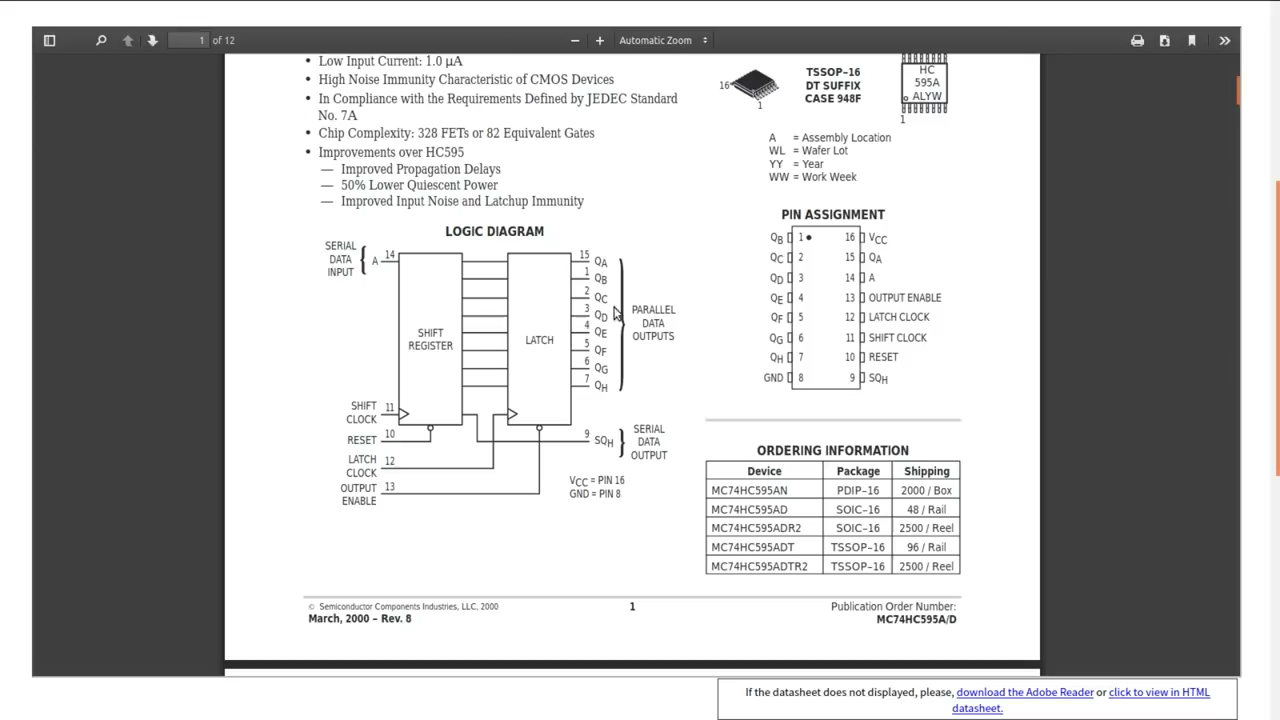 1 of 12
Automatic Zoom
• Low Input Current: 1.0 µA
• High Noise Immunity Characteristic of CMOS Devices
• In Compliance with the Requirements Defined by JEDEC Standard
No. 7A
• Chip Complexity: 328 FETs or 82 Equivalent Gates
• Improvements over HC595
— Improved Propagation Delays
— 50% Lower Quiescent Power
— Improved Input Noise and Latchup Immunity
16
1
TSSOP–16
DT SUFFIX
CASE 948F
HC
595A
ALYW
1
A = Assembly Location
WL = Wafer Lot
YY = Year
WW = Work Week
LOGIC DIAGRAM
SERIAL
DATA
INPUT
A 14
SHIFT
REGISTER
LATCH
15 QA
1 QB
2 QC
3 QD
4 QE
5 QF
6 QG
7 QH
PARALLEL
DATA
OUTPUTS
SHIFT
CLOCK
11
RESET 10
LATCH
CLOCK
12
OUTPUT
ENABLE
13
9 SQH
SERIAL
DATA
OUTPUT
VCC = PIN 16
GND = PIN 8
PIN ASSIGNMENT
QB 1 16 VCC
QC 2 15 QA
QD 3 14 A
QE 4 13 OUTPUT ENABLE
QF 5 12 LATCH CLOCK
QG 6 11 SHIFT CLOCK
QH 7 10 RESET
GND 8 9 SQH
ORDERING INFORMATION
Device Package Shipping
MC74HC595AN PDIP–16 2000 / Box
MC74HC595AD SOIC–16 48 / Rail
MC74HC595ADR2 SOIC–16 2500 / Reel
MC74HC595ADT TSSOP–16 96 / Rail
MC74HC595ADTR2 TSSOP–16 2500 / Reel
© Semiconductor Components Industries, LLC, 2000
March, 2000 – Rev. 8
1
Publication Order Number:
MC74HC595A/D
If the datasheet does not displayed, please, download the Adobe Reader or click to view in HTML
datasheet.